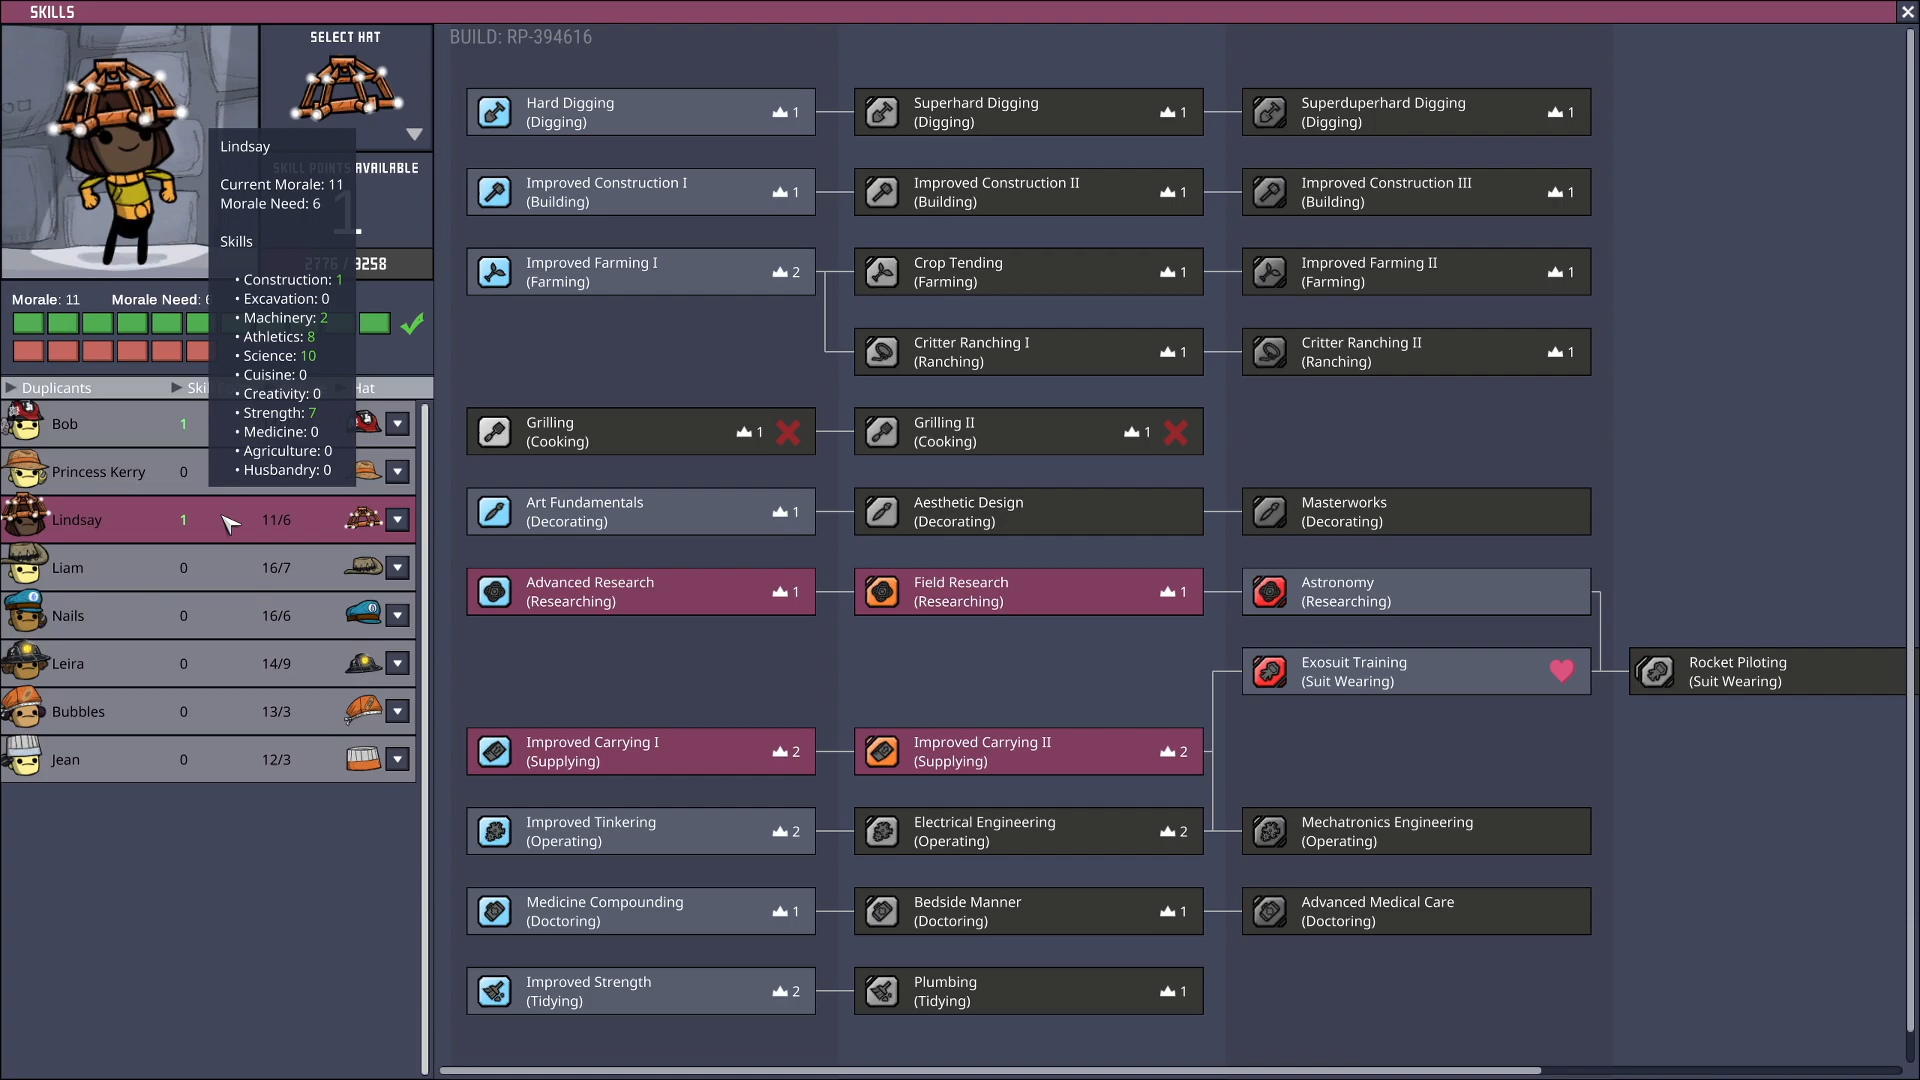 SKILLS
SELECT HAT
BUILD: RP-394616
Lindsay
SKILL POINTS AVAILABLE
Current Morale: 11
Morale Need: 6
1
Skills
2776 / 3258
• Construction: 1
• Excavation: 0
• Machinery: 2
• Athletics: 8
• Science: 10
• Cuisine: 0
• Creativity: 0
• Strength: 7
• Medicine: 0
• Agriculture: 0
• Husbandry: 0
Morale: 11 Morale Need: 6
Duplicants Skil Hat
Bob 1
Princess Kerry 0
Lindsay 1 11/6
Liam 0 16/7
Nails 0 16/6
Leira 0 14/9
Bubbles 0 13/3
Jean 0 12/3
Hard Digging
(Digging)
1
Superhard Digging
(Digging)
1
Superduperhard Digging
(Digging)
1
Improved Construction I
(Building)
1
Improved Construction II
(Building)
1
Improved Construction III
(Building)
1
Improved Farming I
(Farming)
2
Crop Tending
(Farming)
1
Improved Farming II
(Farming)
1
Critter Ranching I
(Ranching)
1
Critter Ranching II
(Ranching)
1
Grilling
(Cooking)
1
Grilling II
(Cooking)
1
Art Fundamentals
(Decorating)
1
Aesthetic Design
(Decorating)
Masterworks
(Decorating)
Advanced Research
(Researching)
1
Field Research
(Researching)
1
Astronomy
(Researching)
Exosuit Training
(Suit Wearing)
Rocket Piloting
(Suit Wearing)
Improved Carrying I
(Supplying)
2
Improved Carrying II
(Supplying)
2
Improved Tinkering
(Operating)
2
Electrical Engineering
(Operating)
2
Mechatronics Engineering
(Operating)
Medicine Compounding
(Doctoring)
1
Bedside Manner
(Doctoring)
1
Advanced Medical Care
(Doctoring)
Improved Strength
(Tidying)
2
Plumbing
(Tidying)
1